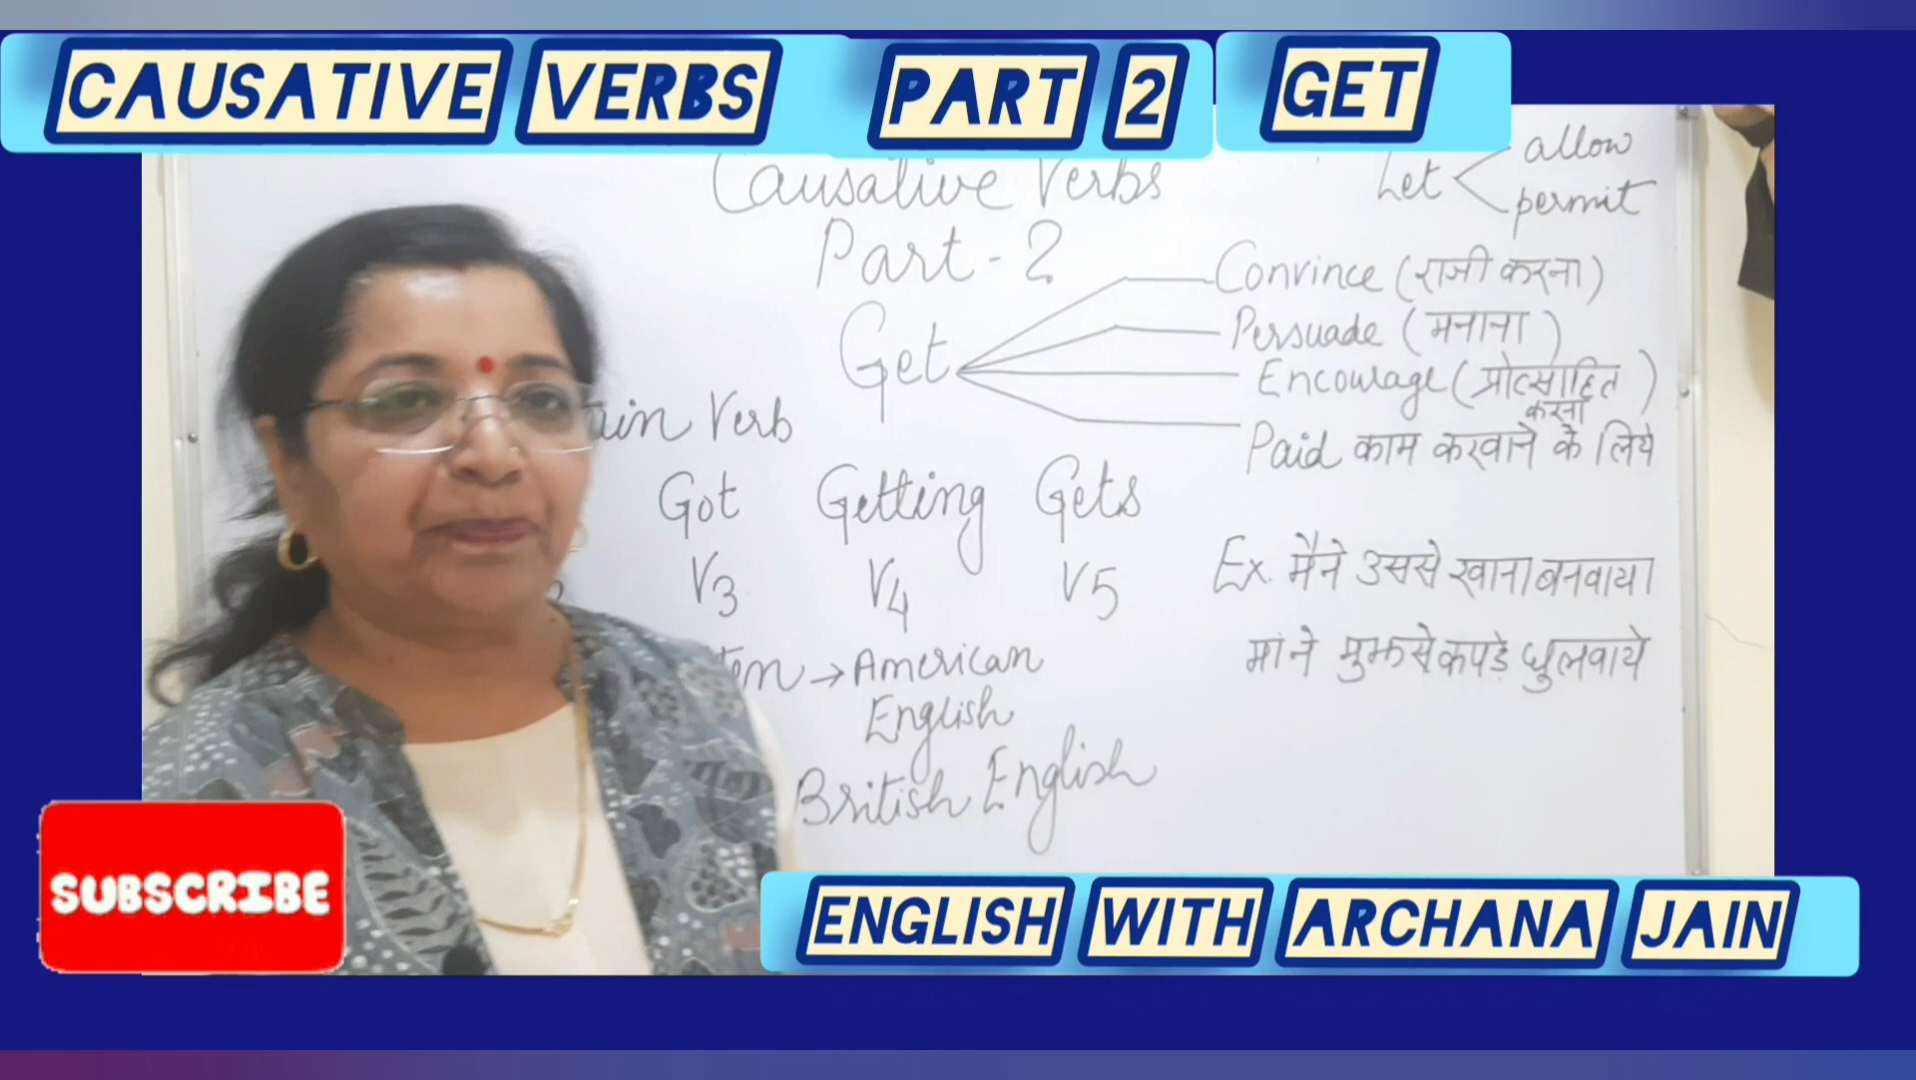 CAUSATIVE VERBS PART 2 GET
Causative Verbs
Part-2
Let allow
permit
Get
Convince (राजी करना)
Persuade (मनाना)
Encourage (प्रोत्साहित करना)
Paid काम करवाने के लिये
Verb
Got Getting Gets
V3 V4 V5
→ American
English
British English
Ex. मैने उससे खाना बनवाया
मां ने मुझसे कपड़े धुलवाये
SUBSCRIBE
ENGLISH WITH ARCHANA JAIN